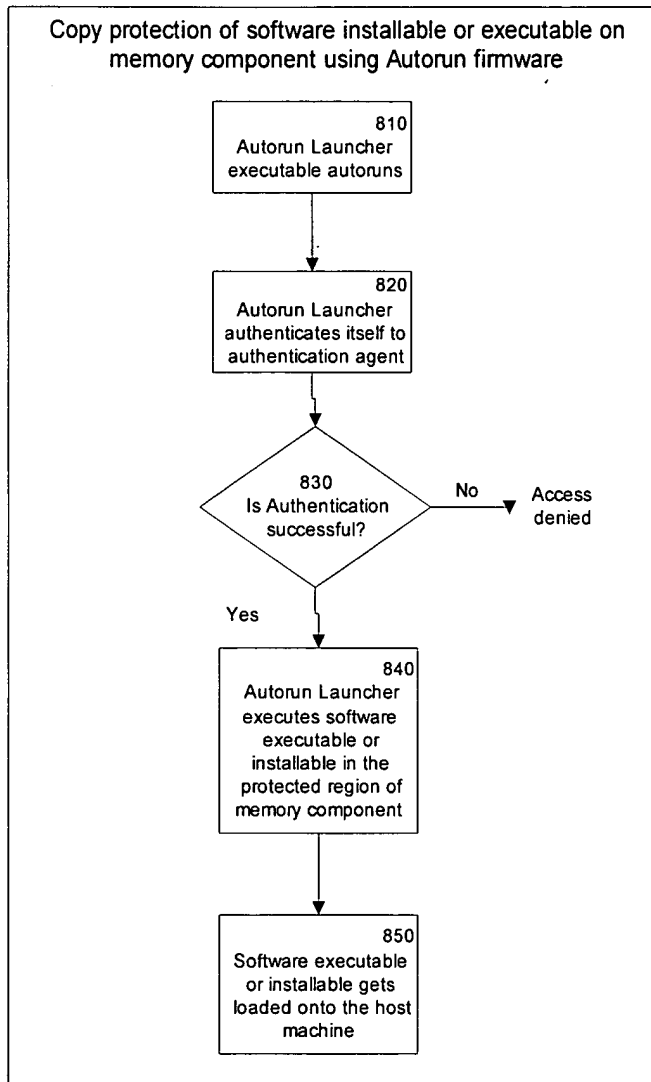 Copy protection of software installable or executable on
memory component using Autorun firmware
810
Autorun Launcher
executable autoruns
820
Autorun Launcher
authenticates itself to
authentication agent
830
Is Authentication
successful?
No
Access
denied
Yes
840
Autorun Launcher
executes software
executable or
installable in the
protected region of
memory component
850
Software executable
or installable gets
loaded onto the host
machine